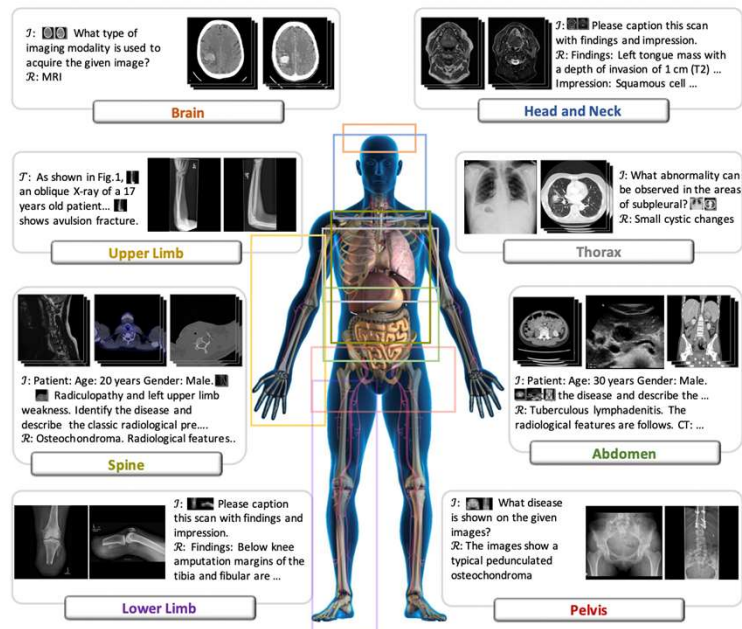 I: What type of
imaging modality is used to
acquire the given image?
R: MRI
Brain
I: Please caption this scan
with findings and impression.
R: Findings: Left tongue mass with
a depth of invasion of 1 cm (T2) ...
Impression: Squamous cell ...
Head and Neck
T: As shown in Fig.1,
an oblique X-ray of a 17
years old patient...
shows avulsion fracture.
Upper Limb
I: What abnormality can
be observed in the areas
of subpleural?
R: Small cystic changes
Thorax
I: Patient: Age: 20 years Gender: Male.
Radiculopathy and left upper limb
weakness. Identify the disease and
describe the classic radiological pre....
R: Osteochondroma. Radiological features..
Spine
I: Patient: Age: 30 years Gender: Male.
the disease and describe the ...
R: Tuberculous lymphadenitis. The
radiological features are follows. CT: ...
Abdomen
I: Please caption
this scan with findings and
impression.
R: Findings: Below knee
amputation margins of the
tibia and fibular are ...
Lower Limb
I: What disease
is shown on the given
images?
R: The images show a
typical pedunculated
osteochondroma
Pelvis